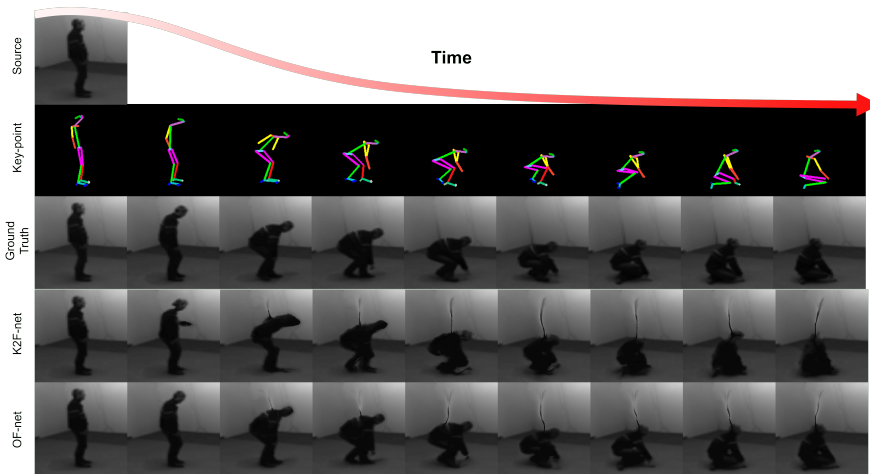 Source
Time
Key-point
Ground
Truth
K2F-net
OF-net